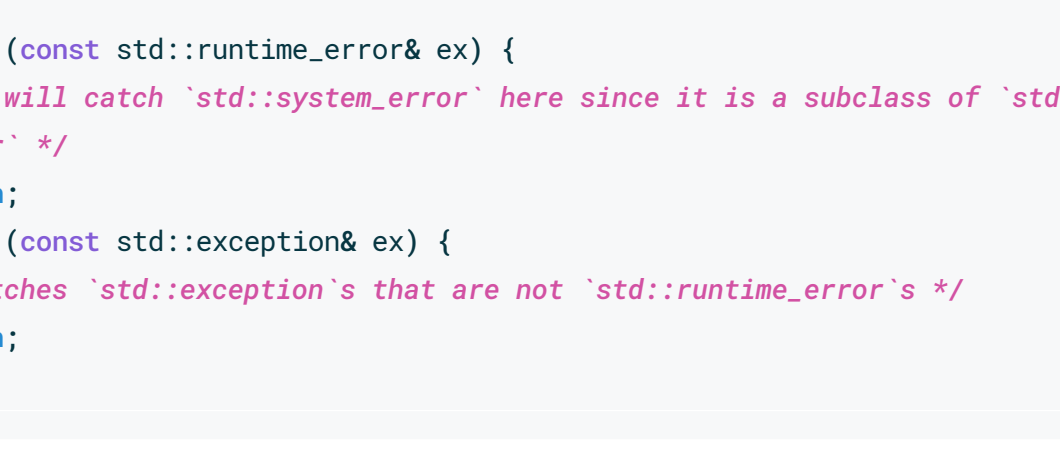 (const std::runtime_error& ex) {
will catch `std::system_error` here since it is a subclass of `std
` */
;
(const std::exception& ex) {
ches `std::exception`s that are not `std::runtime_error`s */
;